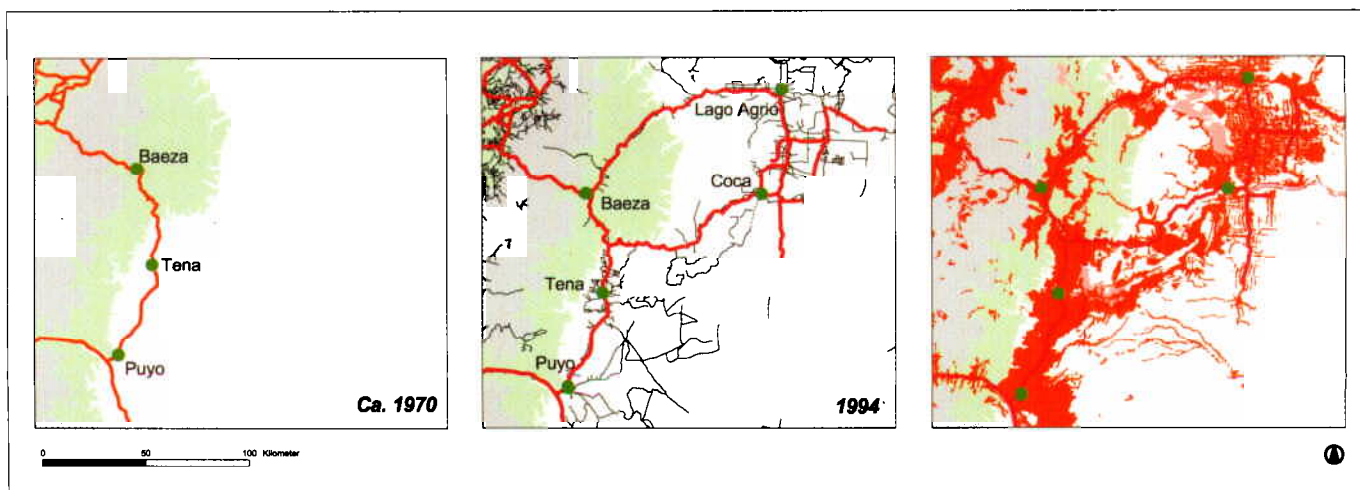 Baeza
Tena
Puyo
Ca. 1970
Lago Agrio
Coca
Baeza
Tena
Puyo
1994
0 50 100 Kilometer